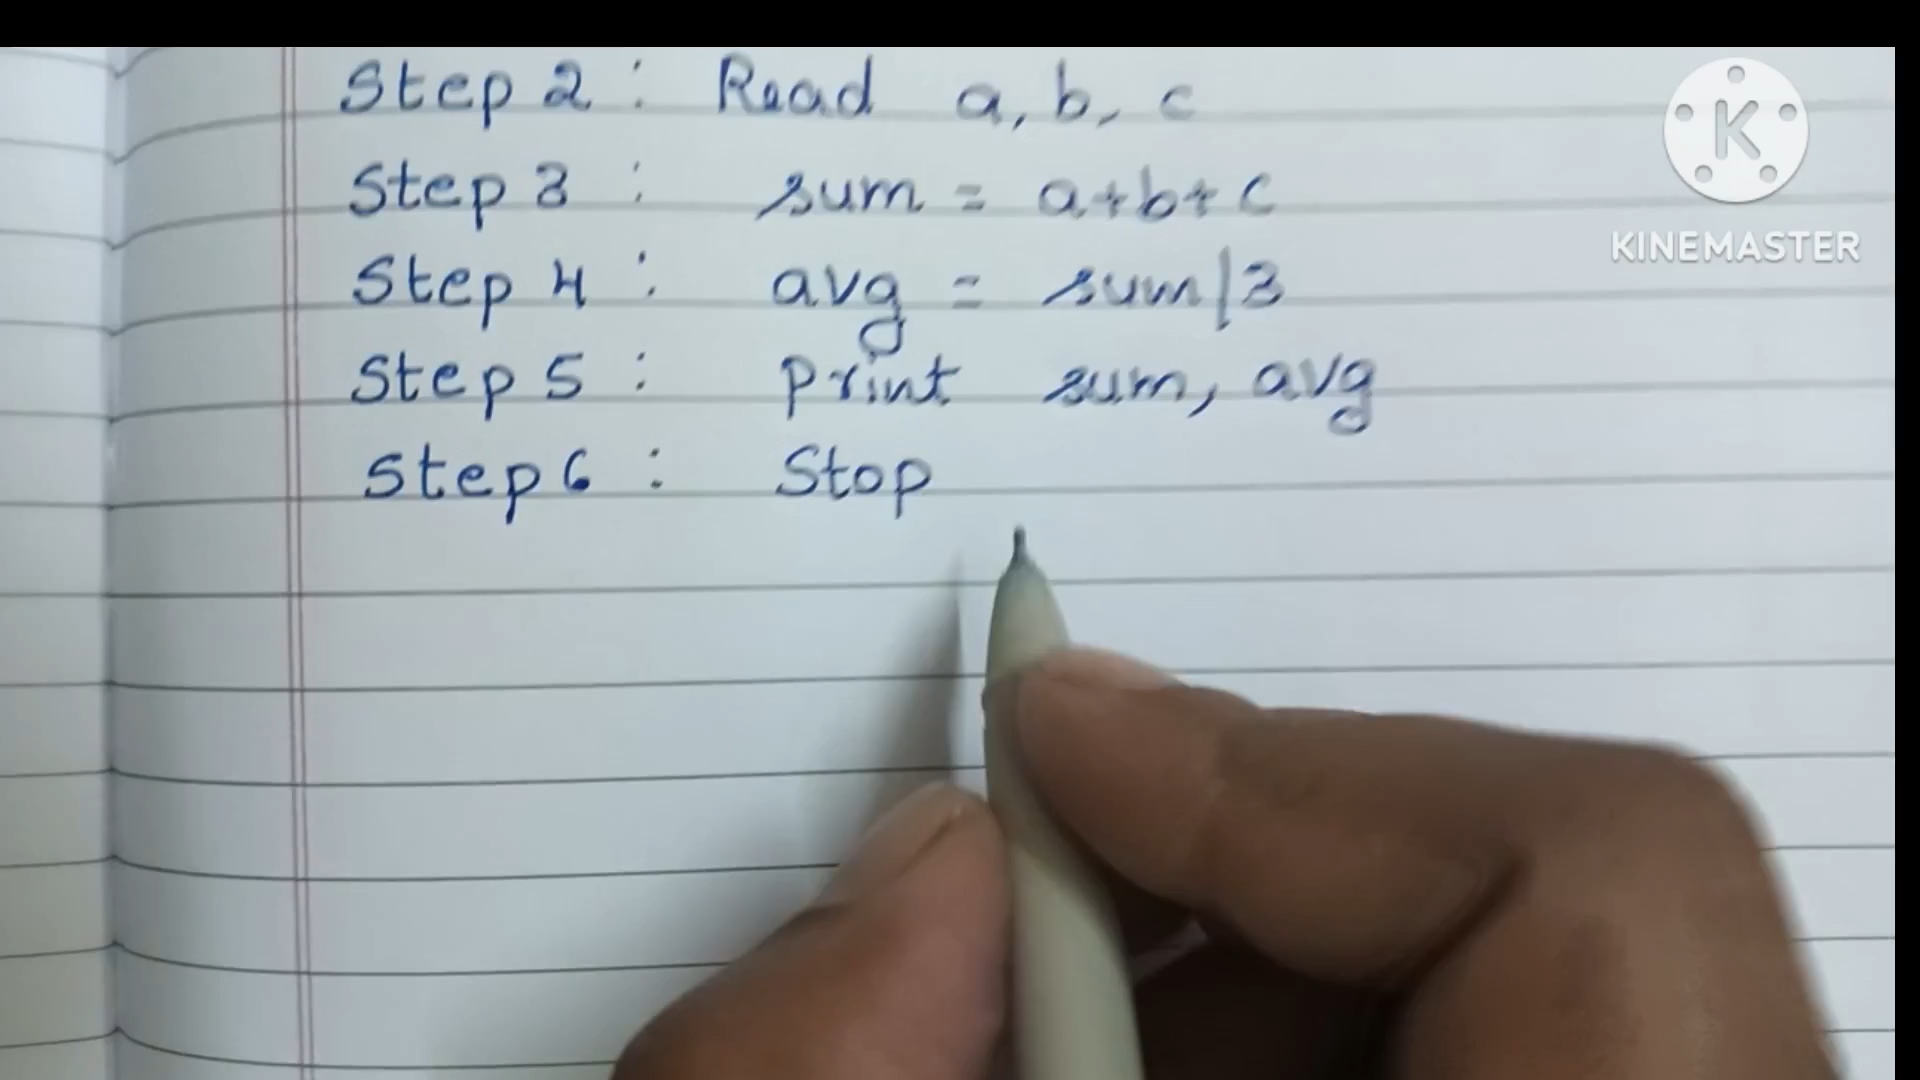 Step 2 : Read a, b, c
Step 3 : sum = a+b+c
Step 4 : avg = sum/3
Step 5 : print sum, avg
Step 6 : Stop
K
KINEMASTER